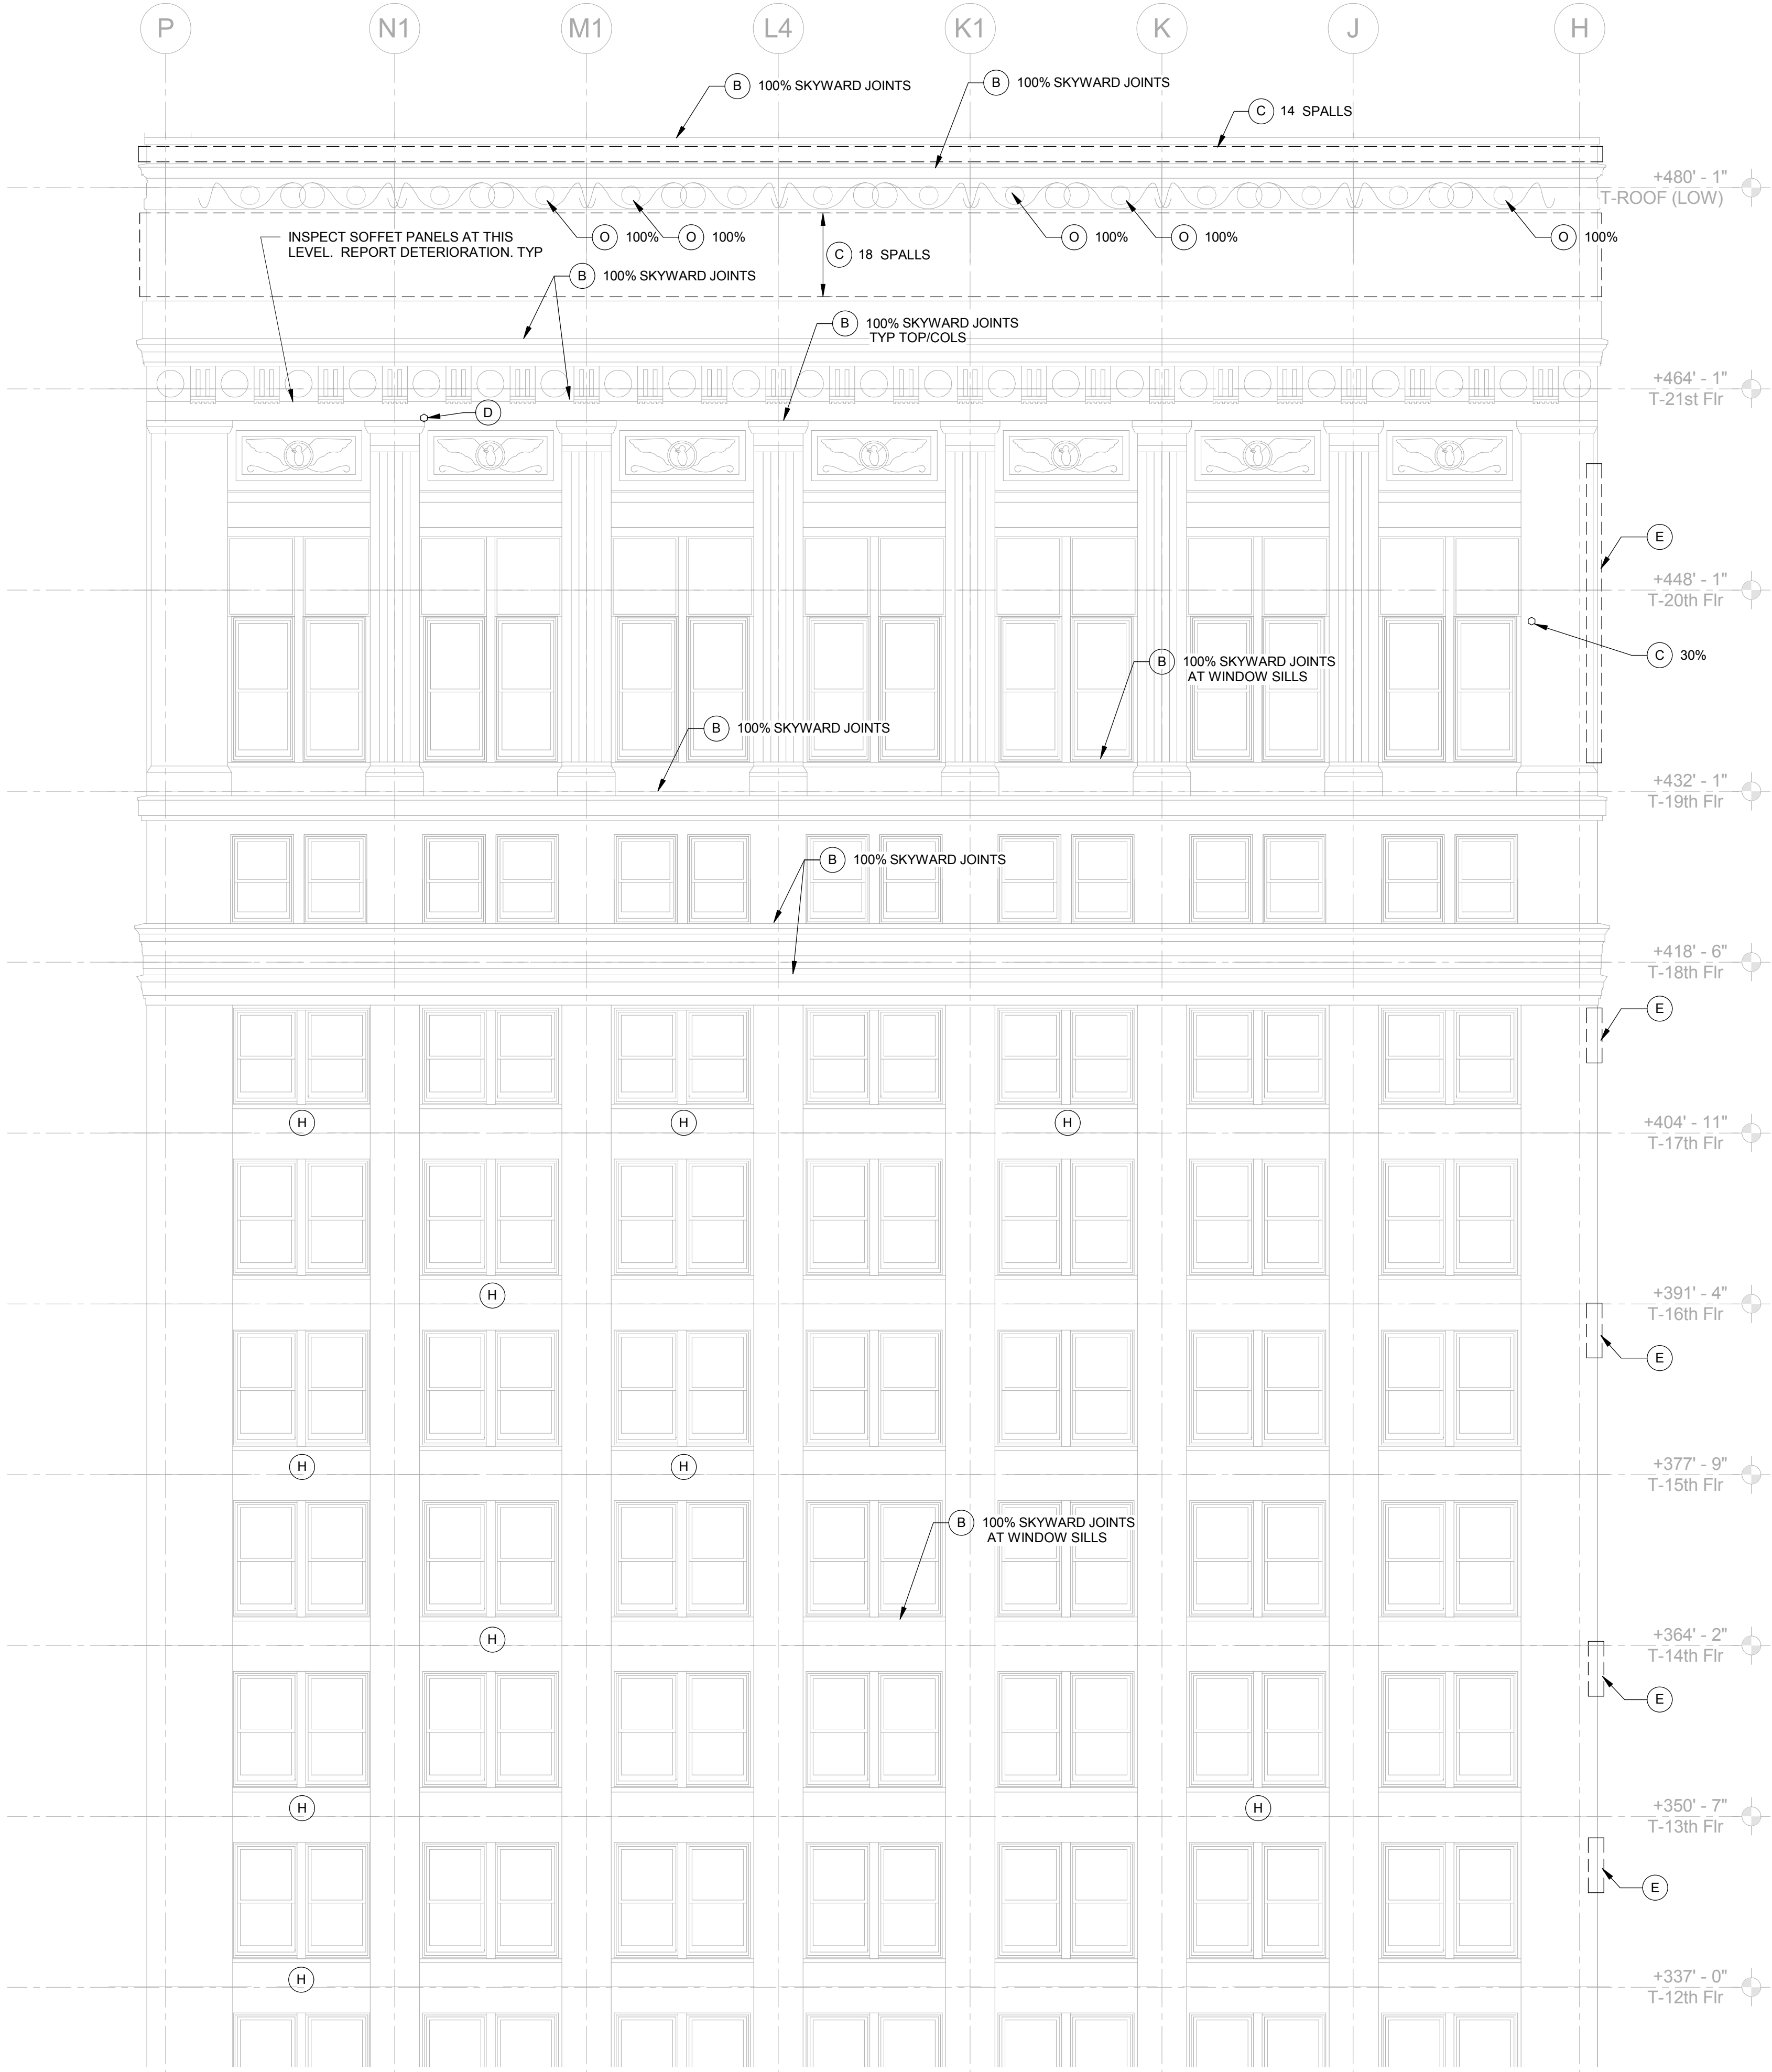 P N1 M1 L4 K1 K J H
B 100% SKYWARD JOINTS
B 100% SKYWARD JOINTS
C 14 SPALLS
+480' - 1"
T-ROOF (LOW)
O 100%
O 100%
O 100%
O 100%
O 100%
INSPECT SOFFET PANELS AT THIS
LEVEL. REPORT DETERIORATION. TYP
C 18 SPALLS
B 100% SKYWARD JOINTS
B 100% SKYWARD JOINTS
TYP TOP/COLS
+464' - 1"
T-21st Flr
D
E
+448' - 1"
T-20th Flr
C 30%
B 100% SKYWARD JOINTS
AT WINDOW SILLS
B 100% SKYWARD JOINTS
+432' - 1"
T-19th Flr
B 100% SKYWARD JOINTS
+418' - 6"
T-18th Flr
E
H H H
+404' - 11"
T-17th Flr
H
+391' - 4"
T-16th Flr
E
H H
+377' - 9"
T-15th Flr
B 100% SKYWARD JOINTS
AT WINDOW SILLS
H
+364' - 2"
T-14th Flr
E
H H
+350' - 7"
T-13th Flr
E
H
+337' - 0"
T-12th Flr